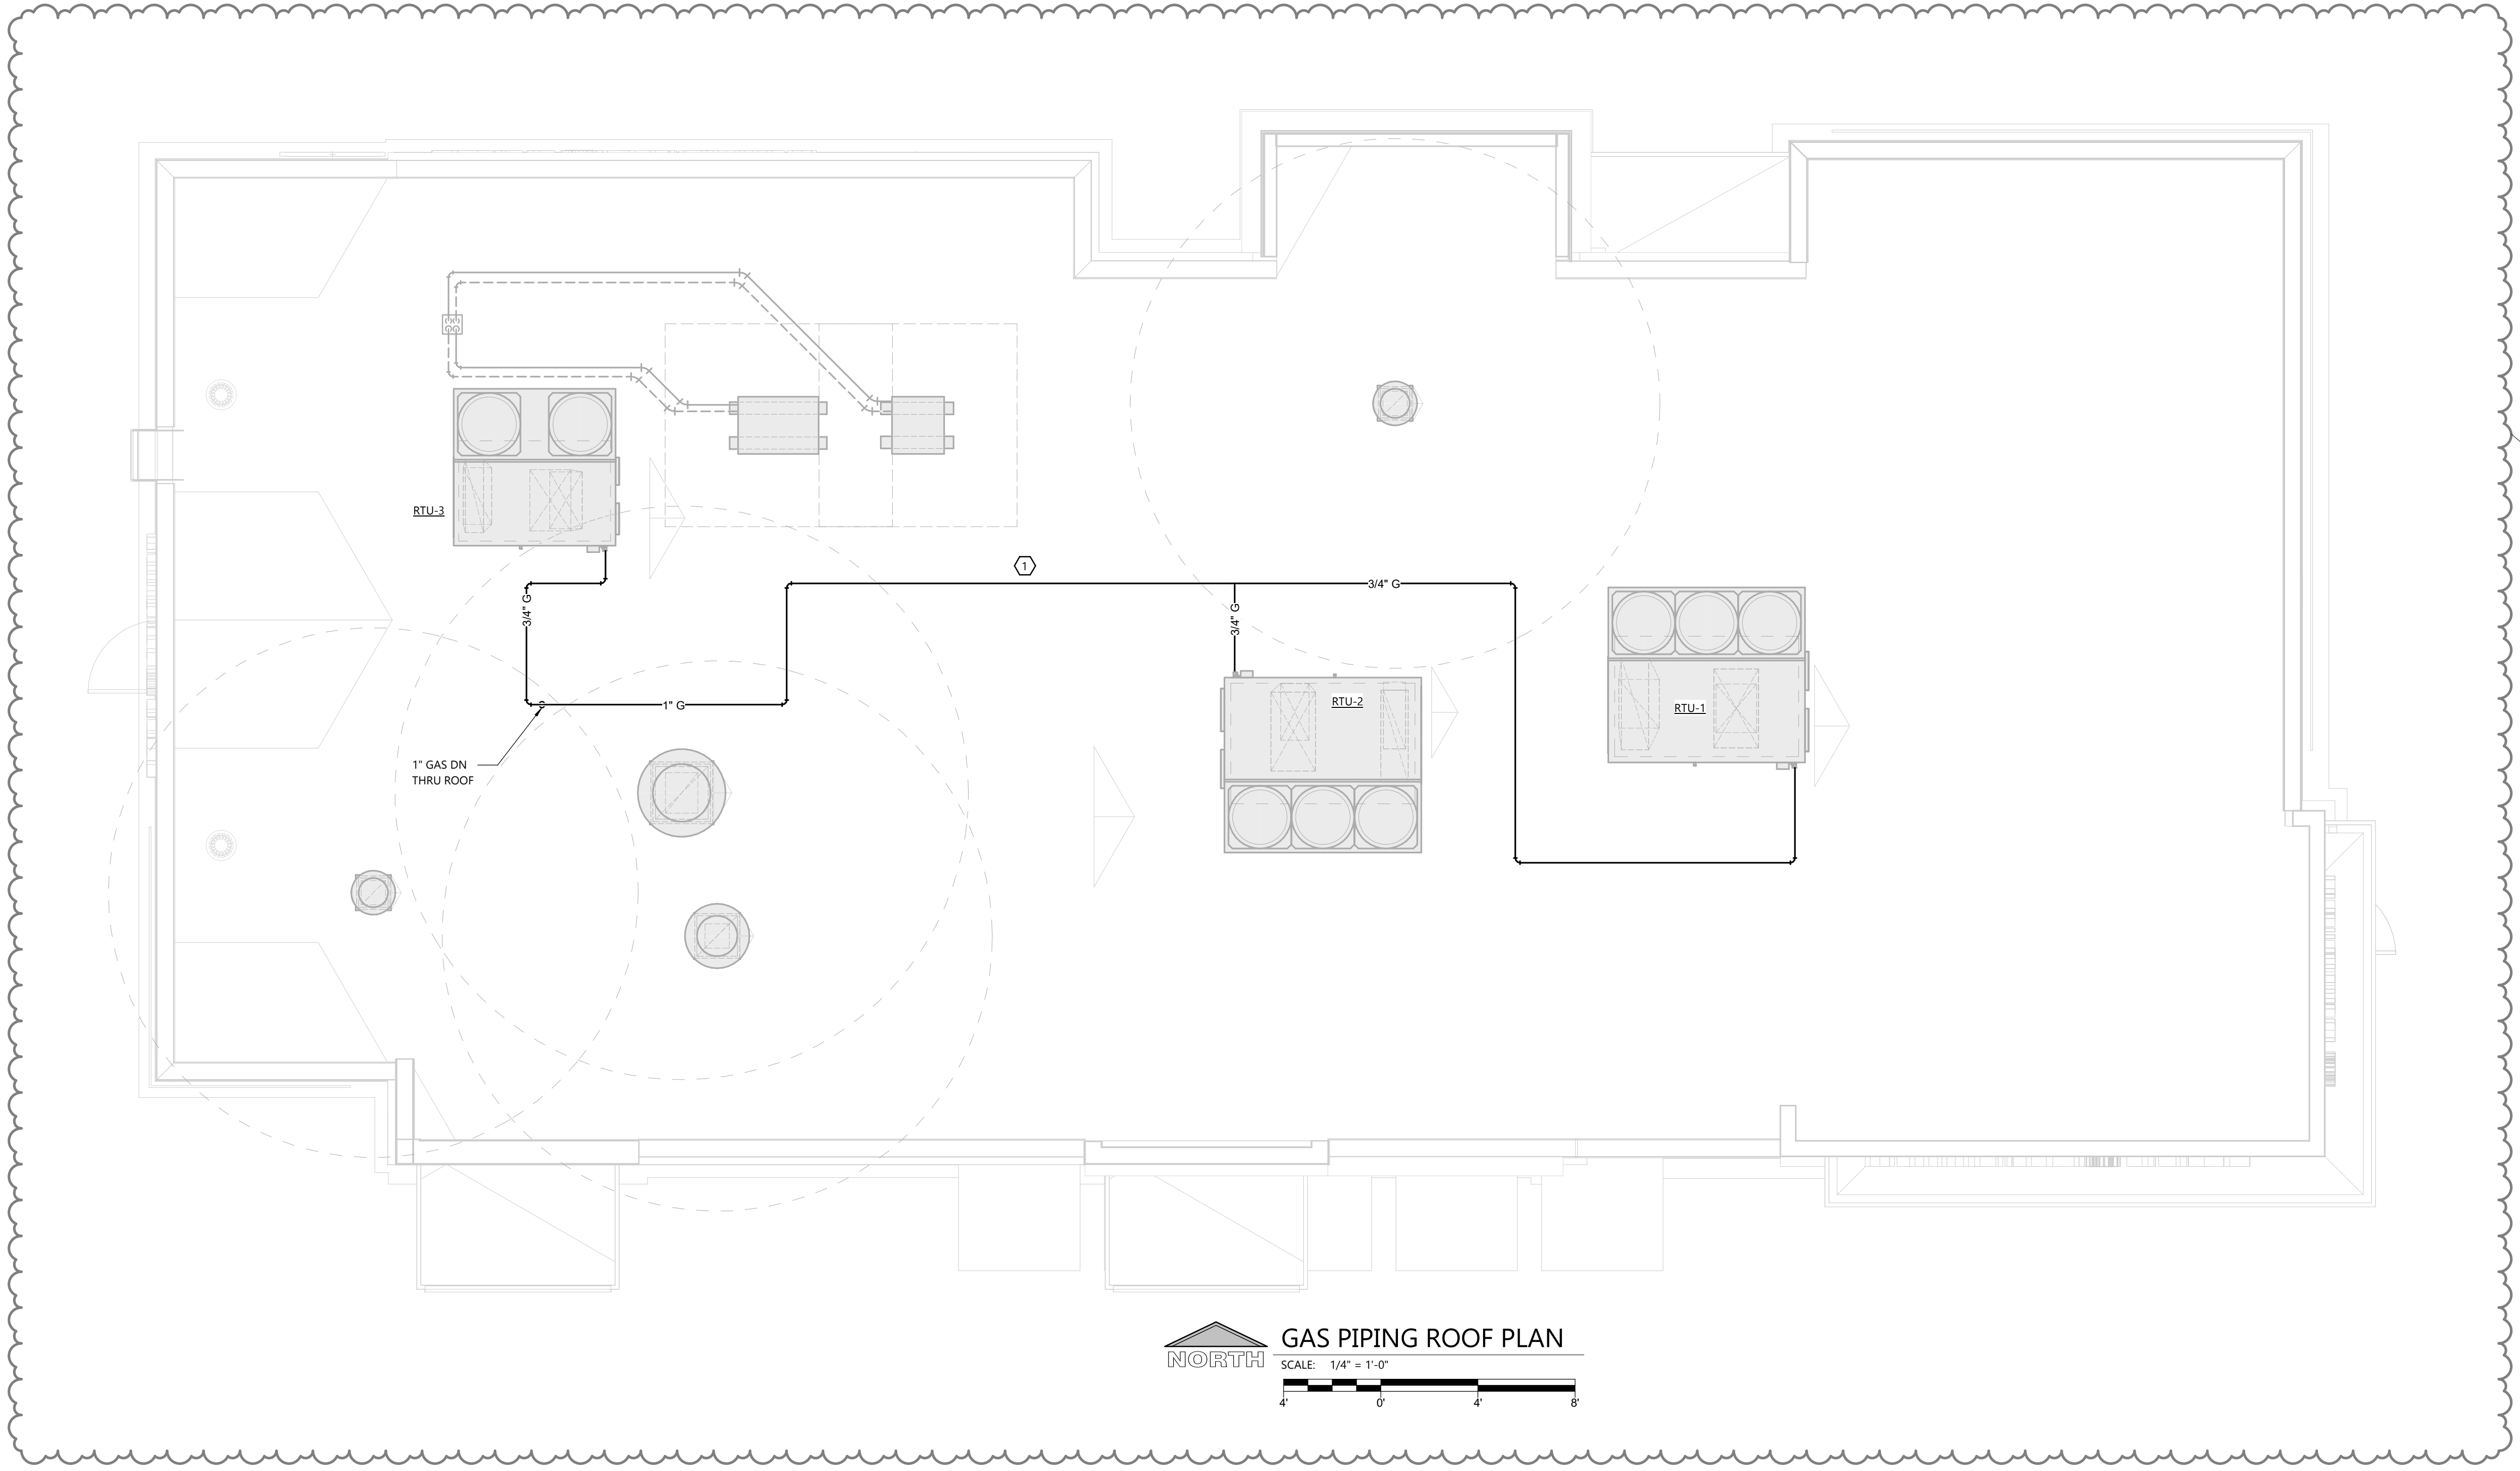 RTU-3
1
3/4" G
3/4" G
3/4" G
1" G
RTU-2
RTU-1
1" GAS DN
THRU ROOF
NORTH
GAS PIPING ROOF PLAN
SCALE: 1/4" = 1'-0"
4' 0' 4' 8'